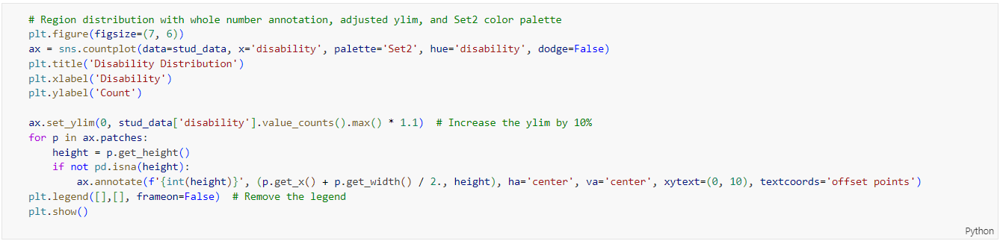 # Region distribution with whole number annotation, adjusted ylim, and Set2 color palette
plt.figure(figsize=(7, 6))
ax = sns.countplot(data=stud_data, x='disability', palette='Set2', hue='disability', dodge=False)
plt.title('Disability Distribution')
plt.xlabel('Disability')
plt.ylabel('Count')

ax.set_ylim(0, stud_data['disability'].value_counts().max() * 1.1)  # Increase the ylim by 10%
for p in ax.patches:
    height = p.get_height()
    if not pd.isna(height):
        ax.annotate(f'{int(height)}', (p.get_x() + p.get_width() / 2., height), ha='center', va='center', xytext=(0, 10), textcoords='offset points')
plt.legend([],[], frameon=False)  # Remove the legend
plt.show()
Python